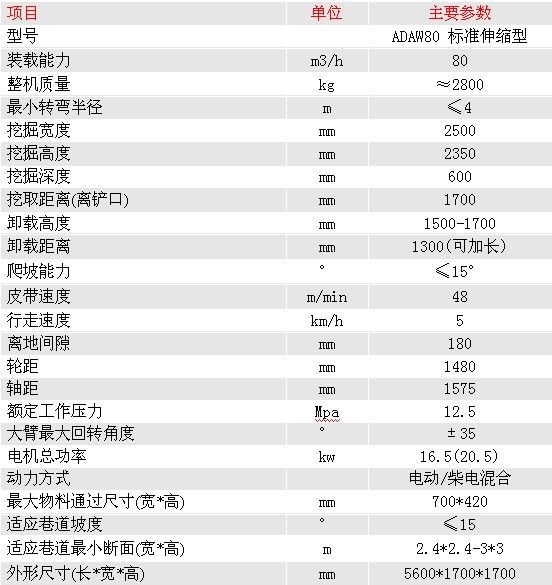 项目 单位 主要参数
型号 ADAW80 标准伸缩型
装载能力 m3/h 80
整机质量 kg ≈2800
最小转弯半径 m ≤4
挖掘宽度 mm 2500
挖掘高度 mm 2350
挖掘深度 mm 600
挖取距离(离铲口) mm 1700
卸载高度 mm 1500-1700
卸载距离 mm 1300(可加长)
爬坡能力 ° ≤15°
皮带速度 m/min 48
行走速度 km/h 5
离地间隙 mm 180
轮距 mm 1480
轴距 mm 1575
额定工作压力 Mpa 12.5
大臂最大回转角度 ° ±35
电机总功率 kw 16.5(20.5)
动力方式 电动/柴电混合
最大物料通过尺寸(宽*高) mm 700*420
适应巷道坡度 ° ≤15
适应巷道最小断面(宽*高) m 2.4*2.4-3*3
外形尺寸(长*宽*高) mm 5600*1700*1700